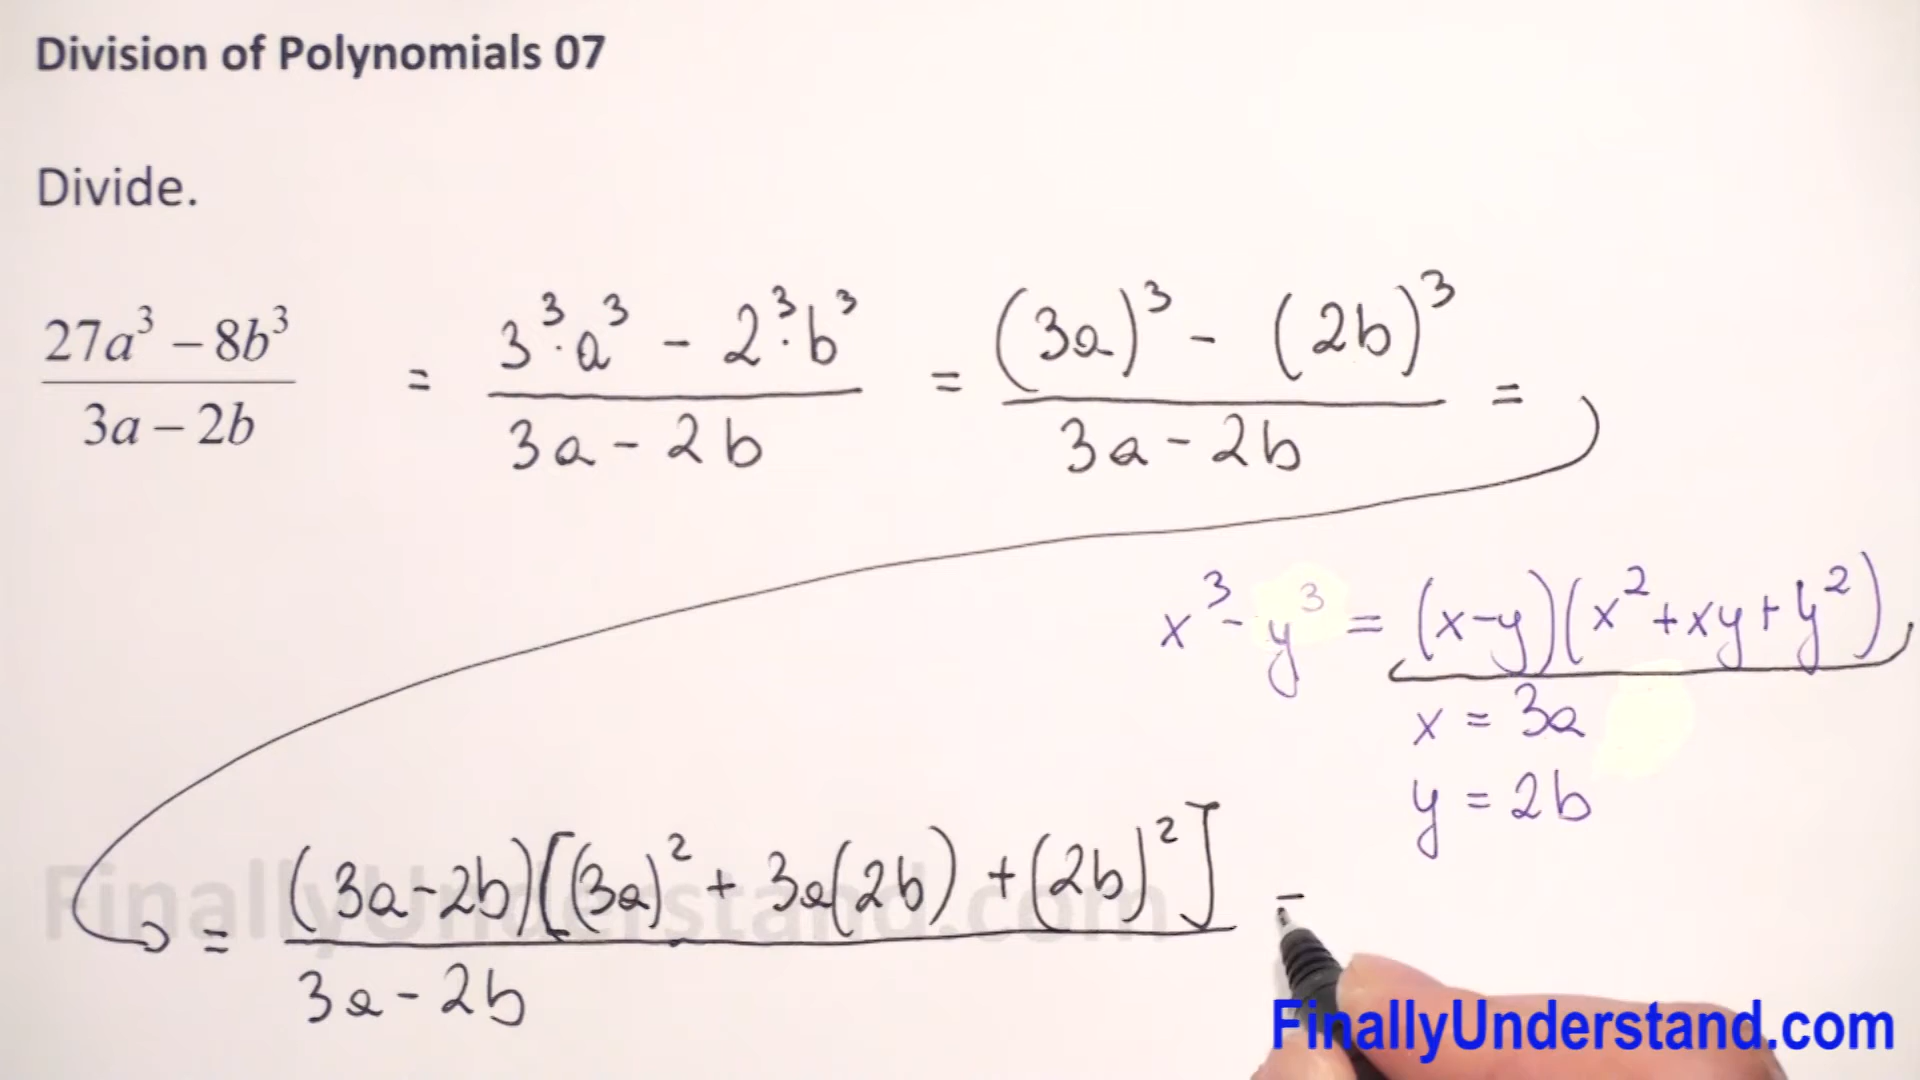 Division of Polynomials 07
Divide.
27a³ – 8b³ / 3a – 2b = 3³·a³ - 2³·b³ / 3a - 2b = (3a)³ - (2b)³ / 3a - 2b =
x³ - y³ = (x-y)(x² + xy + y²)
x = 3a
y = 2b
= (3a-2b)[(3a)² + 3a(2b) + (2b)²] / 3a - 2b =
FinallyUnderstand.com
FinallyUnderstand.com